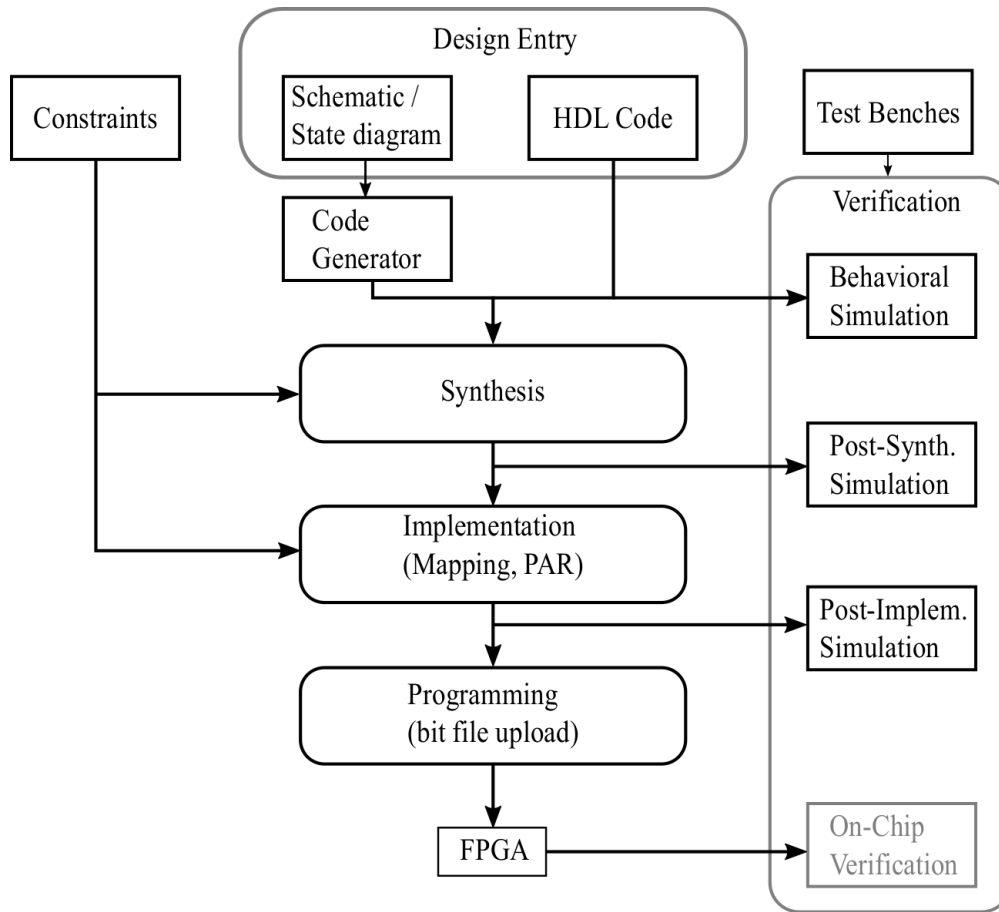 Design Entry
Constraints
Schematic /
State diagram
HDL Code
Test Benches
Code
Generator
Verification
Behavioral
Simulation
Synthesis
Post-Synth.
Simulation
Implementation
(Mapping, PAR)
Post-Implem.
Simulation
Programming
(bit file upload)
FPGA
On-Chip
Verification